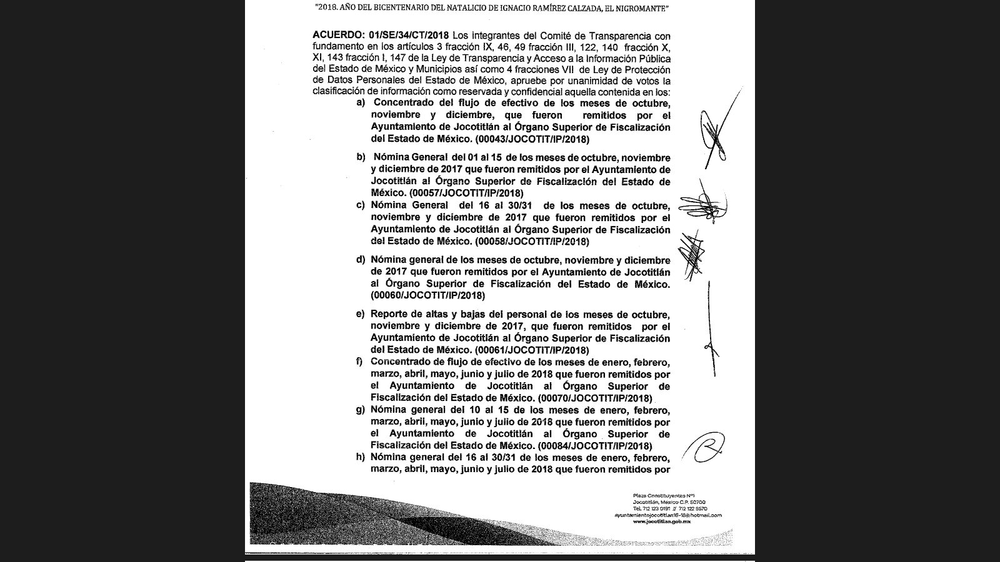 "2018. AÑO DEL BICENTENARIO DEL NATALICIO DE IGNACIO RAMÍREZ CALZADA, EL NIGROMANTE"
ACUERDO: 01/SE/34/CT/2018 Los integrantes del Comité de Transparencia con
fundamento en los artículos 3 fracción IX, 46, 49 fracción III, 122, 140 fracción X,
XI, 143 fracción I, 147 de la Ley de Transparencia y Acceso a la Información Pública
del Estado de México y Municipios así como 4 fracciones VII de Ley de Protección
de Datos Personales del Estado de México, apruebe por unanimidad de votos la
clasificación de información como reservada y confidencial aquella contenida en los:
a) Concentrado del flujo de efectivo de los meses de octubre,
noviembre y diciembre, que fueron remitidos por el
Ayuntamiento de Jocotitlán al Órgano Superior de Fiscalización
del Estado de México. (00043/JOCOTIT/IP/2018)
b) Nómina General del 01 al 15 de los meses de octubre, noviembre
y diciembre de 2017 que fueron remitidos por el Ayuntamiento de
Jocotitlán al Órgano Superior de Fiscalización del Estado de
México. (00057/JOCOTIT/IP/2018)
c) Nómina General del 16 al 30/31 de los meses de octubre,
noviembre y diciembre de 2017 que fueron remitidos por el
Ayuntamiento de Jocotitlán al Órgano Superior de Fiscalización
del Estado de México. (00058/JOCOTIT/IP/2018)
d) Nómina general de los meses de octubre, noviembre y diciembre
de 2017 que fueron remitidos por el Ayuntamiento de Jocotitlán
al Órgano Superior de Fiscalización del Estado de México.
(00060/JOCOTIT/IP/2018)
e) Reporte de altas y bajas del personal de los meses de octubre,
noviembre y diciembre de 2017, que fueron remitidos por el
Ayuntamiento de Jocotitlán al Órgano Superior de Fiscalización
del Estado de México. (00061/JOCOTIT/IP/2018)
f) Concentrado de flujo de efectivo de los meses de enero, febrero,
marzo, abril, mayo, junio y julio de 2018 que fueron remitidos por
el Ayuntamiento de Jocotitlán al Órgano Superior de
Fiscalización del Estado de México. (00070/JOCOTIT/IP/2018)
g) Nómina general del 10 al 15 de los meses de enero, febrero,
marzo, abril, mayo, junio y julio de 2018 que fueron remitidos por
el Ayuntamiento de Jocotitlán al Órgano Superior de
Fiscalización del Estado de México. (00084/JOCOTIT/IP/2018)
h) Nómina general del 16 al 30/31 de los meses de enero, febrero,
marzo, abril, mayo, junio y julio de 2018 que fueron remitidos por
Plaza Constituyentes N°1
Jocotitlán, México C.P. 50700
Tel. 712 123 0191 // 712 122 9570
ayuntamientojocotitlan16-18@hotmail.com
www.jocotitlan.gob.mx